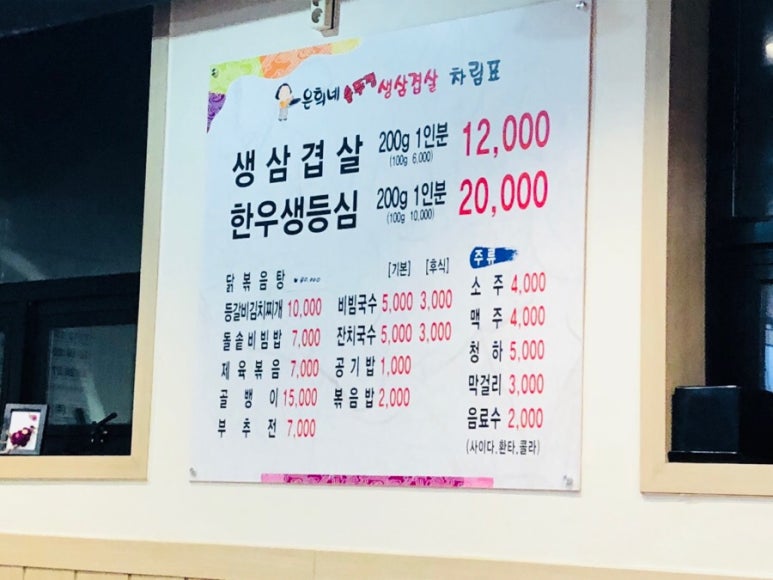 은희네 생삼겹살 차림표
생삼겹살 200g 1인분 12,000
(100g 6,000)
한우생등심 200g 1인분 20,000
(100g 10,000)
닭볶음탕
등갈비김치찌개 10,000
돌솥비빔밥 7,000
제육볶음 7,000
골뱅이 15,000
부추전 7,000
[기본] [후식]
비빔국수 5,000 3,000
잔치국수 5,000 3,000
공기밥 1,000
볶음밥 2,000
주류
소주 4,000
맥주 4,000
청하 5,000
막걸리 3,000
음료수 2,000
(사이다,환타,콜라)